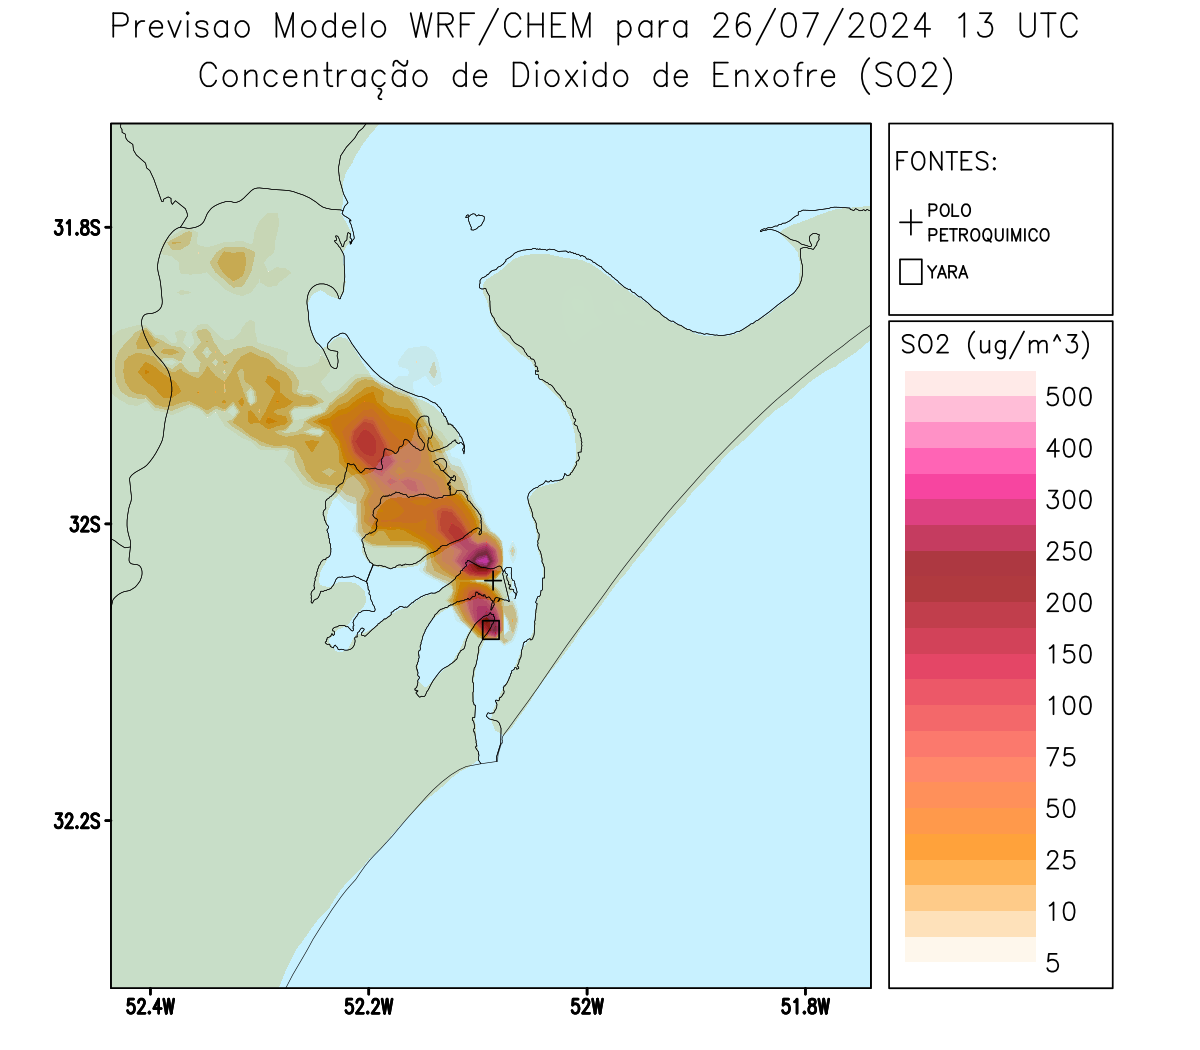 Previsao Modelo WRF/CHEM para 26/07/2024 13 UTC
Concentração de Dioxido de Enxofre (SO2)
FONTES:
POLO
PETROQUIMICO
YARA
SO2 (ug/m^3)
500
400
300
250
200
150
100
75
50
25
10
5
31.8S
32S
32.2S
52.4W
52.2W
52W
51.8W